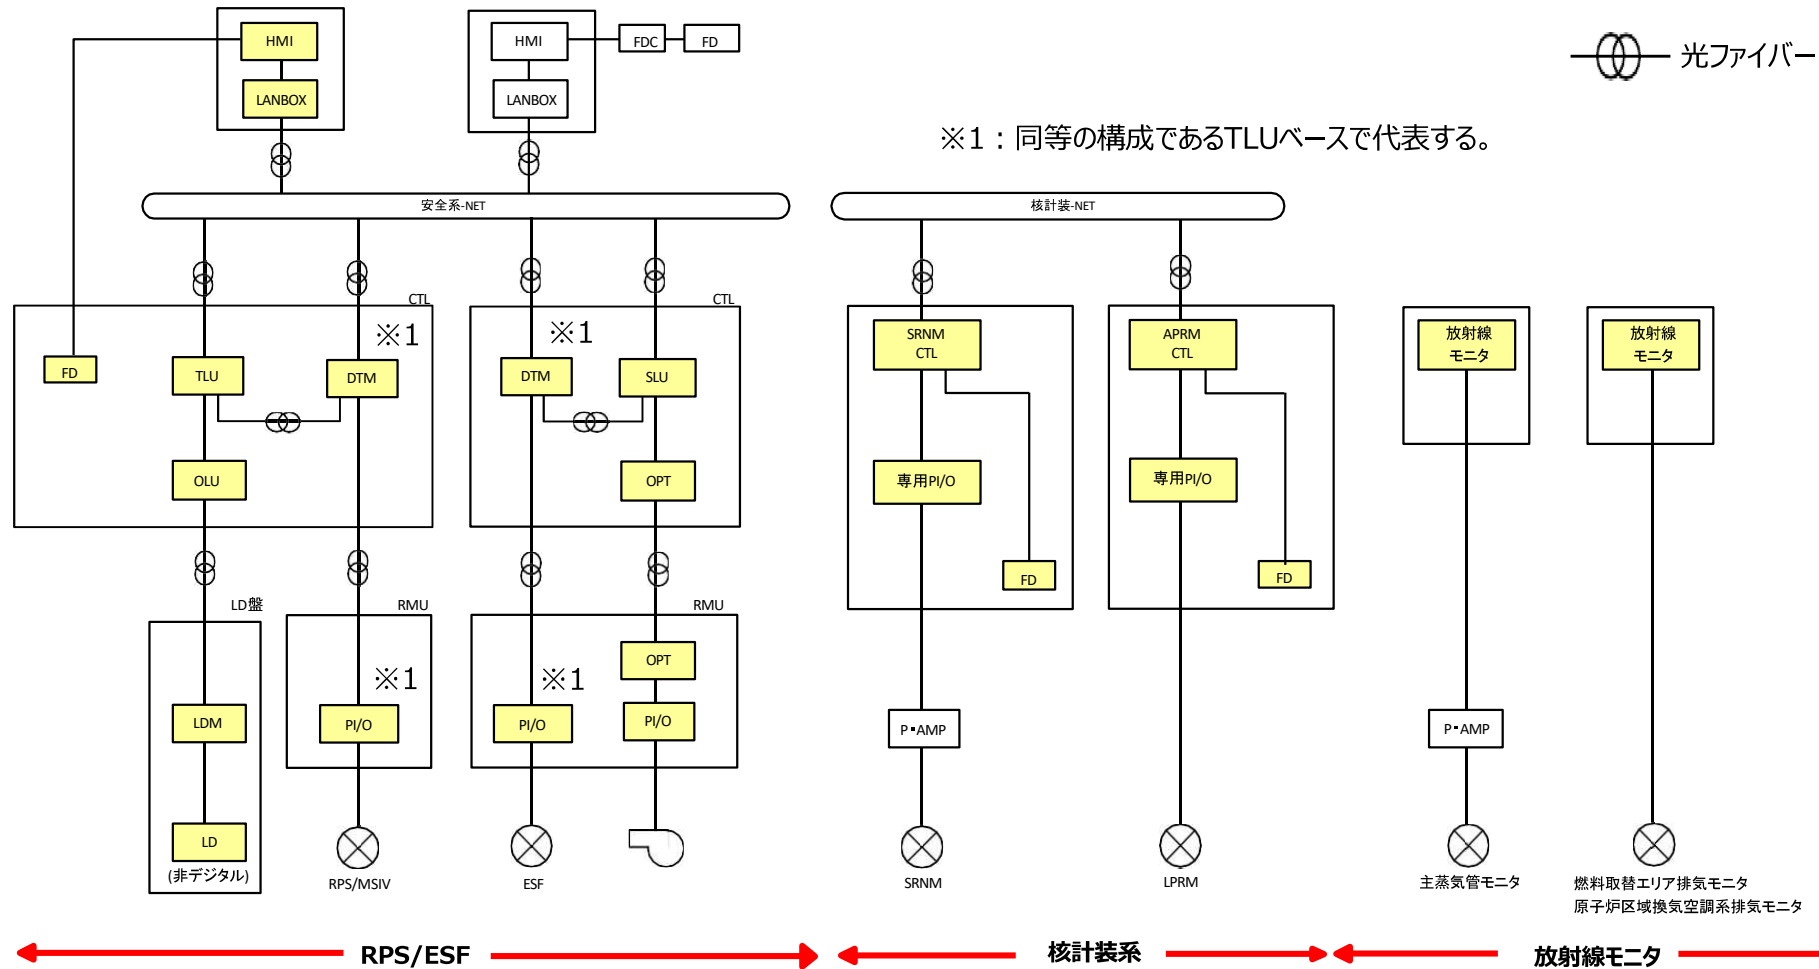 HMI
HMI
FDC
FD
光ファイバー
LANBOX
LANBOX
※1：同等の構成であるTLUベースで代表する。
安全系-NET
核計装-NET
CTL
CTL
※1
※1
SRNM
CTL
APRM
CTL
放射線
モニタ
放射線
モニタ
FD
TLU
DTM
DTM
SLU
OLU
OPT
専用PI/O
専用PI/O
FD
FD
LD盤
RMU
RMU
※1
※1
OPT
LDM
PI/O
PI/O
PI/O
P・AMP
P・AMP
LD
(非デジタル)
RPS/MSIV
ESF
SRNM
LPRM
主蒸気管モニタ
燃料取替エリア排気モニタ
原子炉区域換気空調系排気モニタ
RPS/ESF
核計装系
放射線モニタ